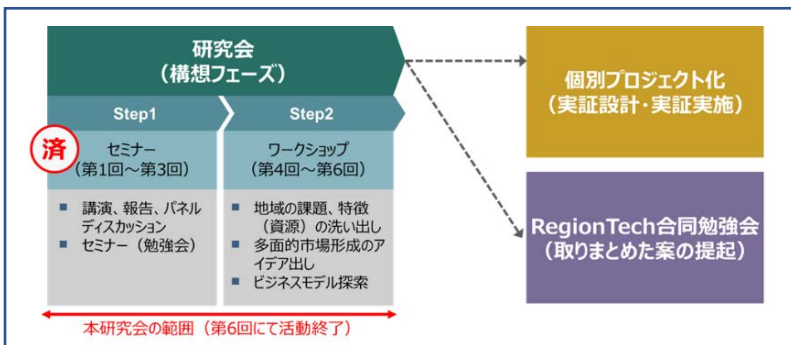 研究会
（構想フェーズ）
Step1
Step2
済
セミナー
（第1回～第3回）
ワークショップ
（第4回～第6回）
■ 講演、報告、パネル
ディスカッション
■ セミナー（勉強会）
■ 地域の課題、特徴
（資源）の洗い出し
■ 多面的市場形成のア
イデア出し
■ ビジネスモデル探索
本研究会の範囲（第6回にて活動終了）
個別プロジェクト化
（実証設計・実証実施）
RegionTech合同勉強会
（取りまとめた案の提起）